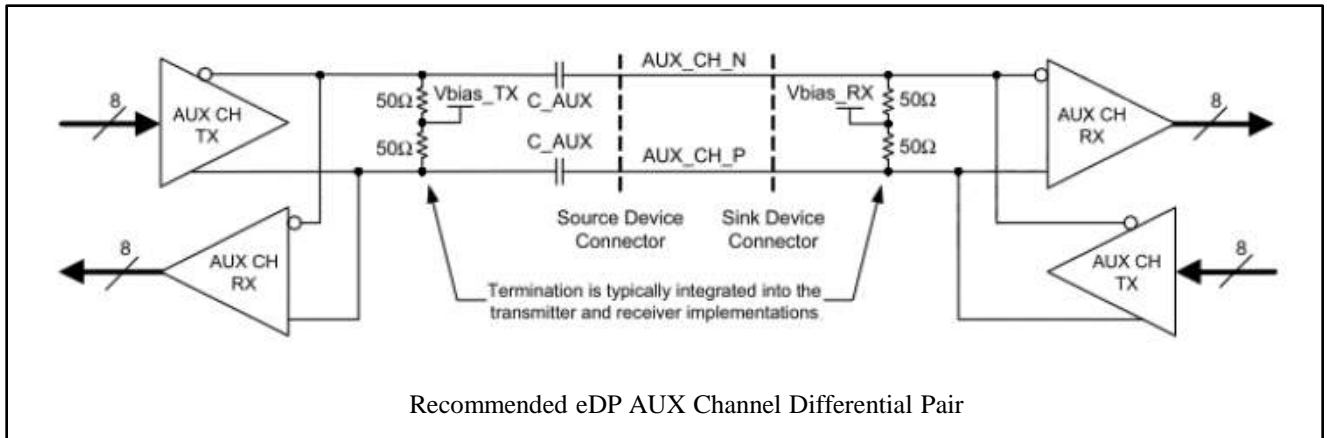 AUX_CH_N
8
AUX CH
TX
50Ω
Vbias_TX
C_AUX
Vbias_RX
50Ω
AUX CH
RX
8
50Ω
C_AUX
AUX_CH_P
50Ω
8
AUX CH
RX
Source Device
Connector
Sink Device
Connector
AUX CH
TX
8
Termination is typically integrated into the
transmitter and receiver implementations
Recommended eDP AUX Channel Differential Pair